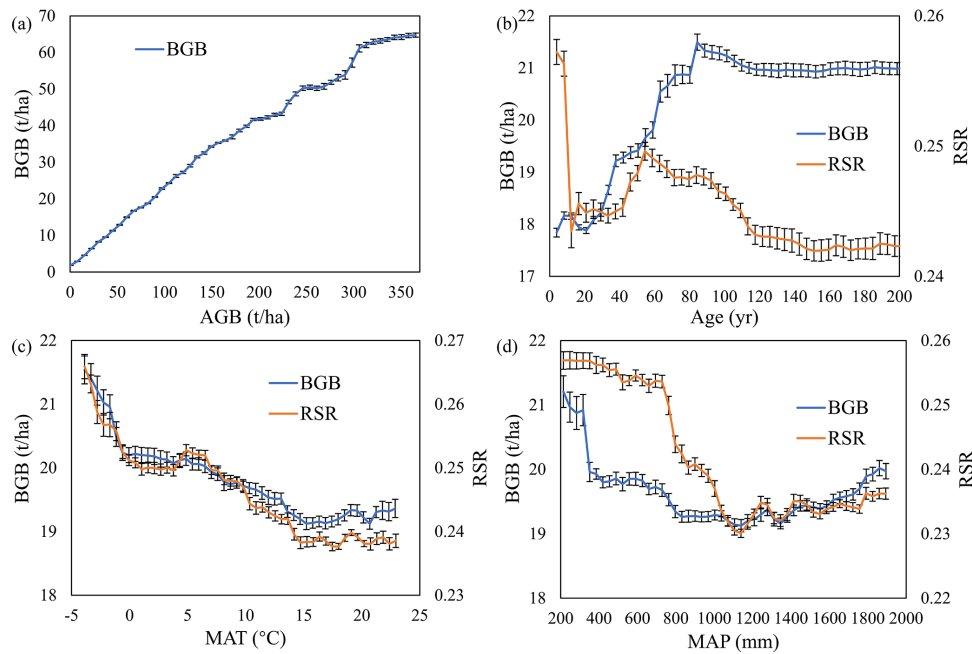 (a)
70
60
50
40
30
20
10
0
BGB (t/ha)
BGB
0 50 100 150 200 250 300 350
AGB (t/ha)
(b)
22
21
20
19
18
17
BGB (t/ha)
BGB
RSR
0.26
0.25
0.24
RSR
0 20 40 60 80 100 120 140 160 180 200
Age (yr)
(c)
22
21
20
19
18
BGB (t/ha)
BGB
RSR
0.27
0.26
0.25
0.24
0.23
RSR
-5 0 5 10 15 20 25
MAT (°C)
(d)
22
21
20
19
18
BGB (t/ha)
BGB
RSR
0.26
0.25
0.24
0.23
0.22
RSR
200 400 600 800 1000 1200 1400 1600 1800 2000
MAP (mm)